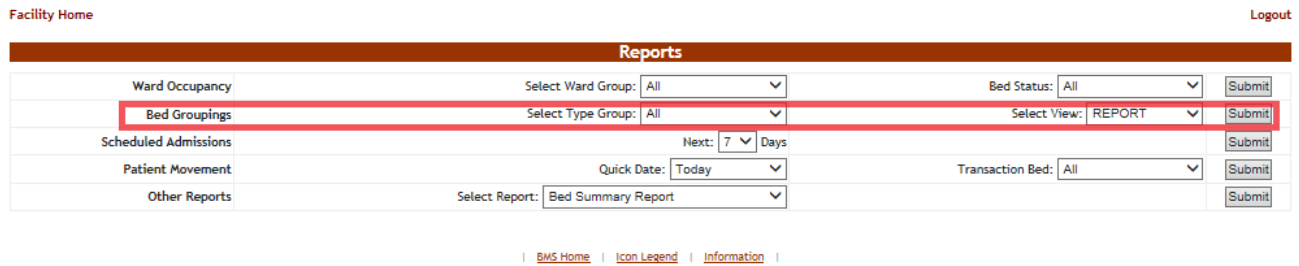 Facility Home Logout
Reports
Ward Occupancy Select Ward Group: All Bed Status: All Submit
Bed Groupings Select Type Group: All Select View: REPORT Submit
Scheduled Admissions Next: 7 Days Submit
Patient Movement Quick Date: Today Transaction Bed: All Submit
Other Reports Select Report: Bed Summary Report Submit
| BMS Home | Icon Legend | Information |